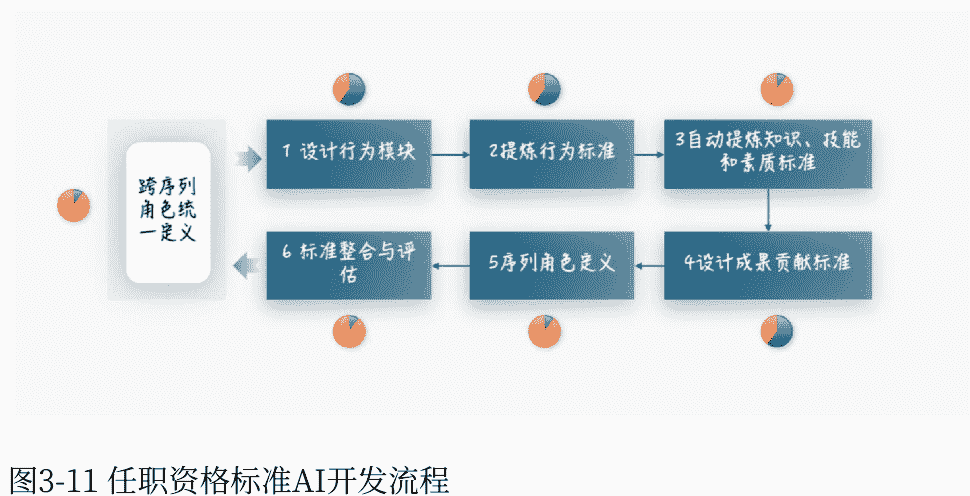 跨序列
角色统
一定义
1 设计行为模块
2提炼行为标准
3自动提炼知识、技能
和素质标准
6 标准整合与评
估
5序列角色定义
4设计成果贡献标准
图3-11 任职资格标准AI开发流程